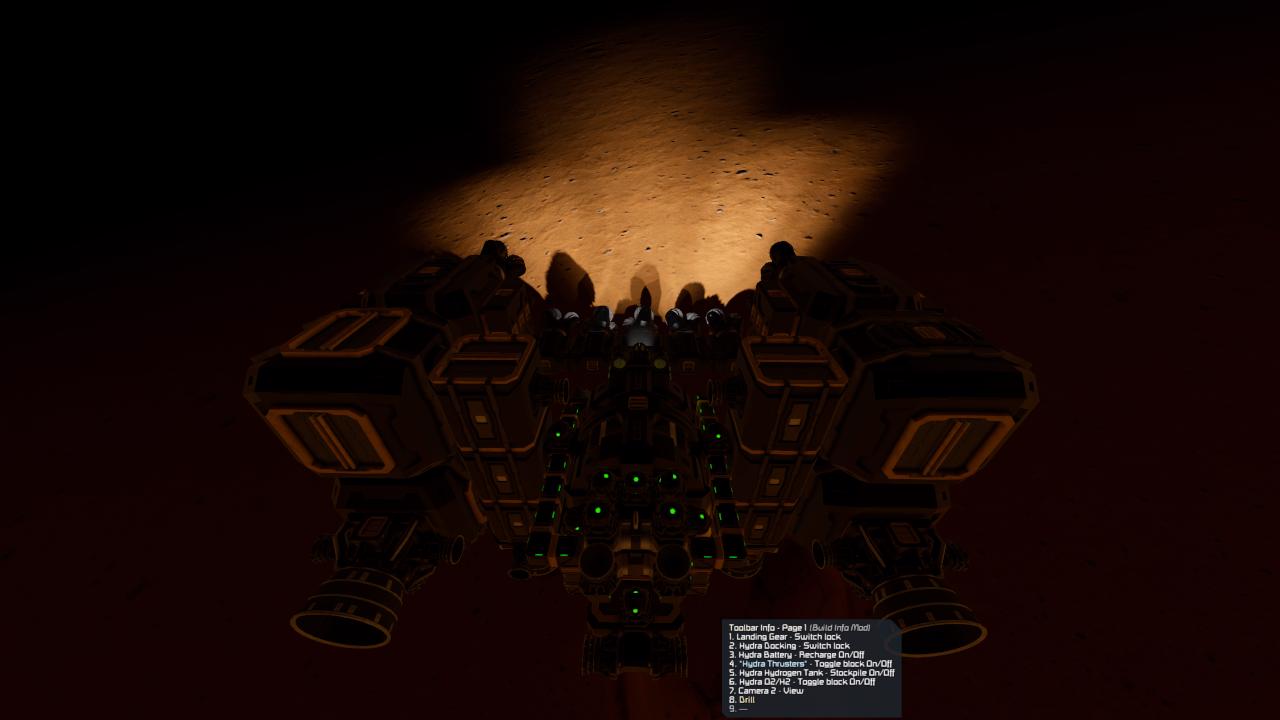 Toolbar Info - Page 1 (Build Info Mod)
1. Landing Gear - Switch lock
2. Hydra Docking - Switch lock
3. Hydra Battery - Recharge On/Off
4. "Hydra Thrusters" - Toggle block On/Off
5. Hydra Hydrogen Tank - Stockpile On/Off
6. Hydra O2/H2 - Toggle block On/Off
7. Camera 2 - View
8. Drill
9. —